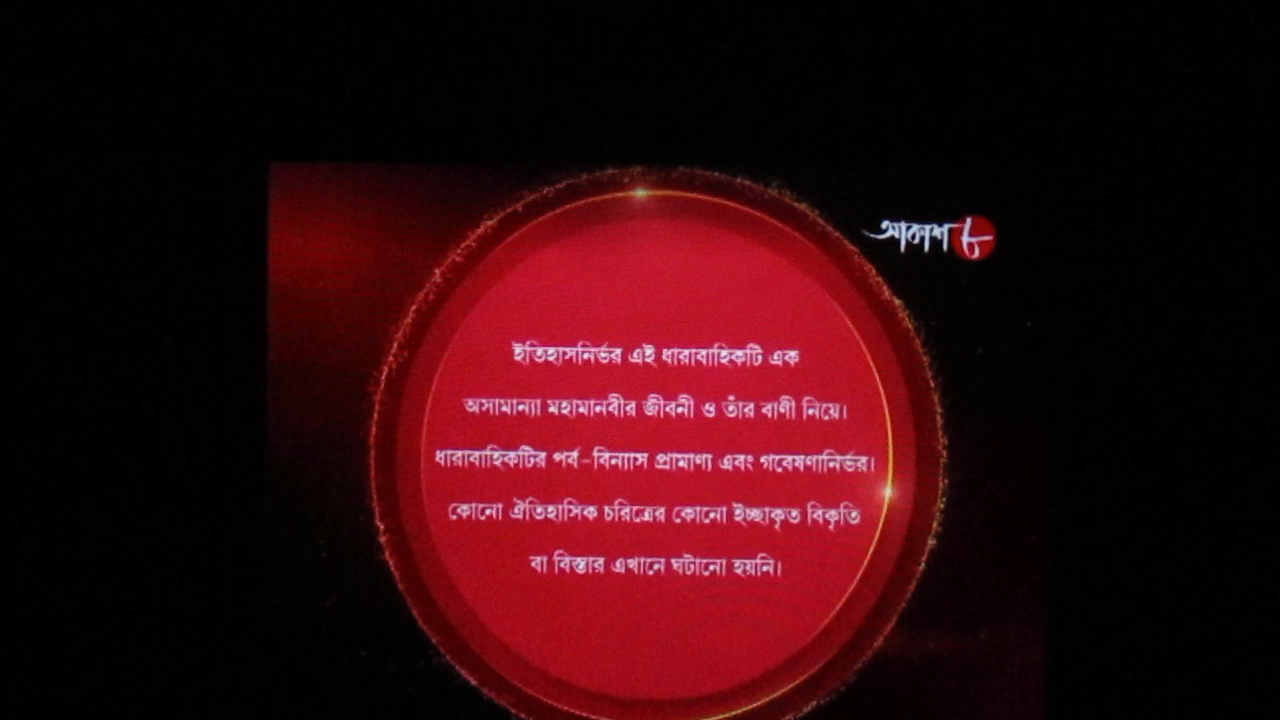 আকাশ ৮
ইতিহাসনির্ভর এই ধারাবাহিকটি এক
অসামান্যা মহামানবীর জীবনী ও তাঁর বাণী নিয়ে।
ধারাবাহিকটির পর্ব-বিন্যাস প্রামাণ্য এবং গবেষণানির্ভর।
কোনো ঐতিহাসিক চরিত্রের কোনো ইচ্ছাকৃত বিকৃতি
বা বিস্তার এখানে ঘটানো হয়নি।